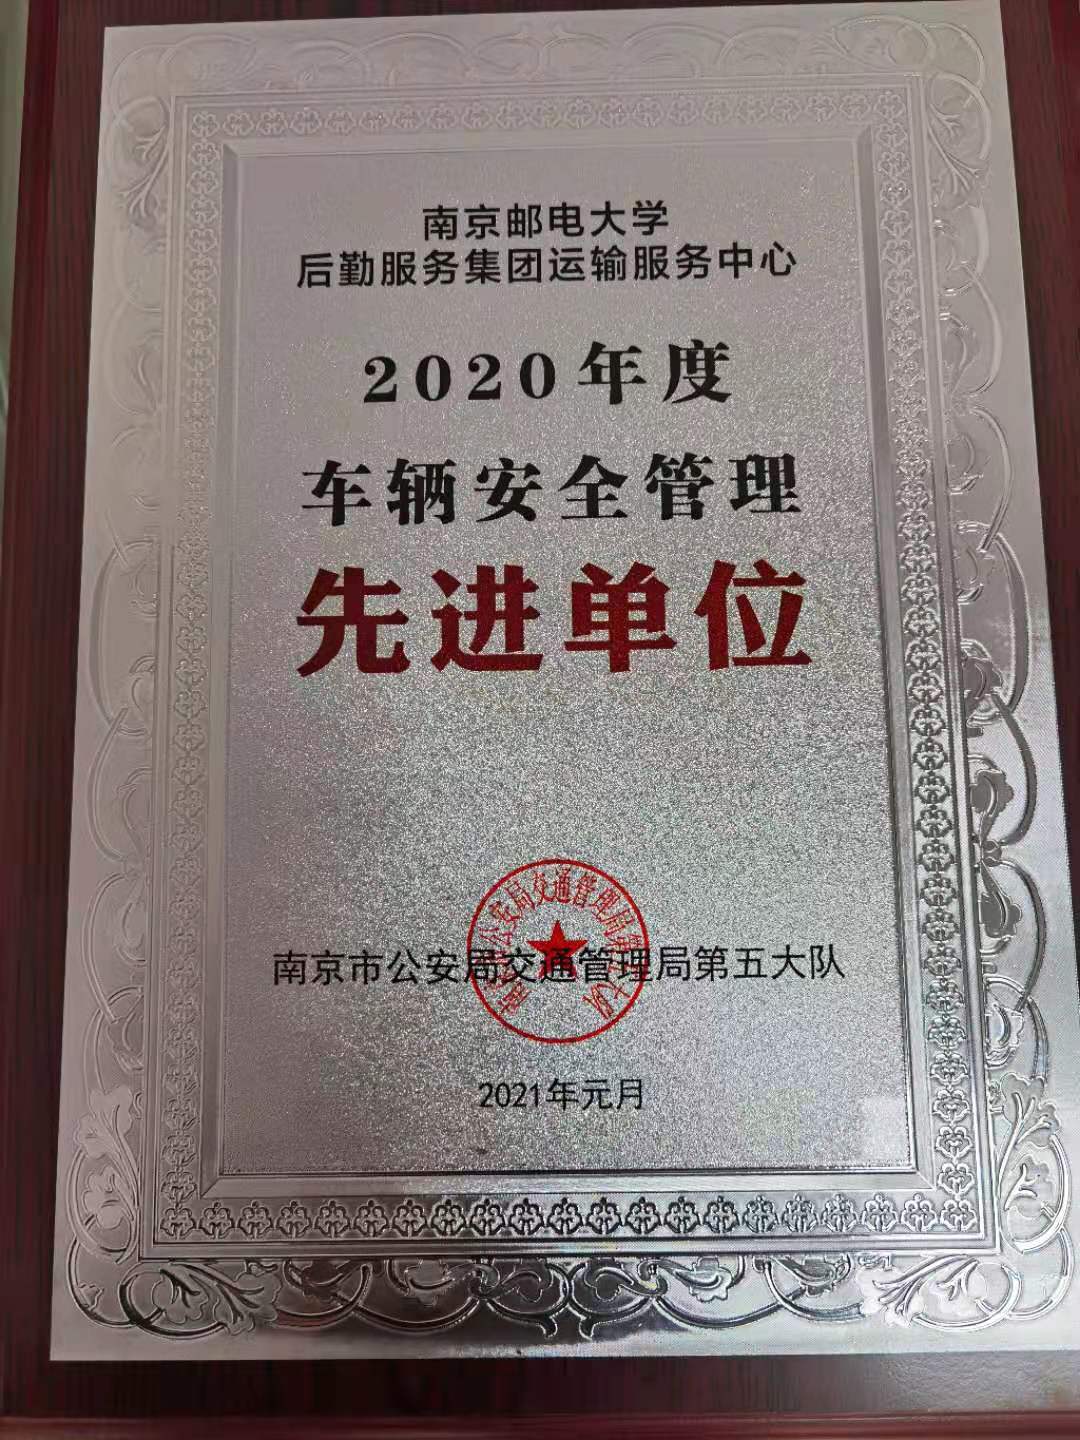 南京邮电大学
后勤服务集团运输服务中心
2020年度
车辆安全管理
先进单位
南京市公安局交通管理局第五大队
2021年元月